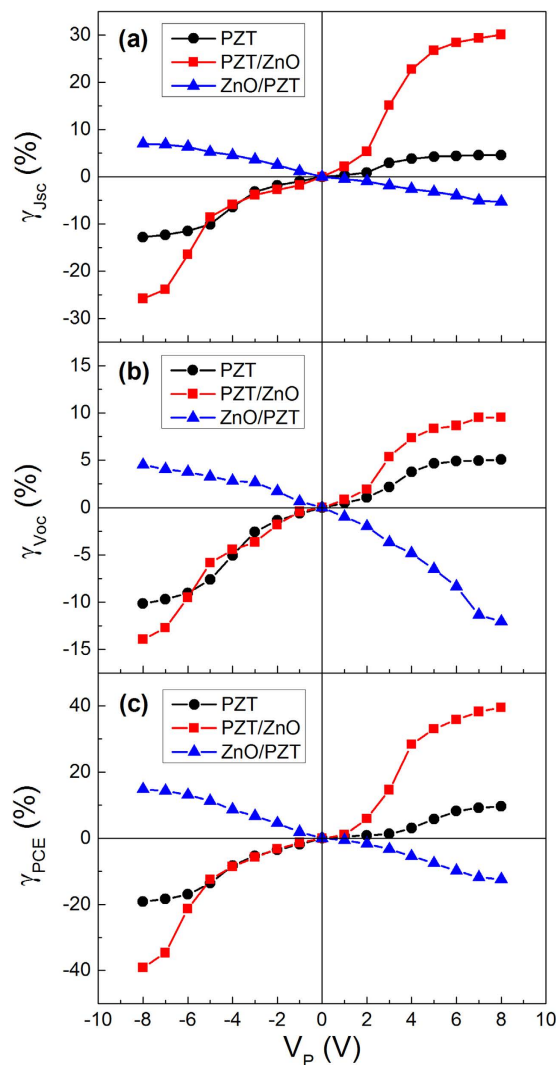 (a)
PZT
PZT/ZnO
ZnO/PZT
γJsc (%)
30
20
10
0
-10
-20
-30
(b)
PZT
PZT/ZnO
ZnO/PZT
γVoc (%)
15
10
5
0
-5
-10
-15
(c)
PZT
PZT/ZnO
ZnO/PZT
γPCE (%)
40
20
0
-20
-40
-10 -8 -6 -4 -2 0 2 4 6 8 10
VP (V)